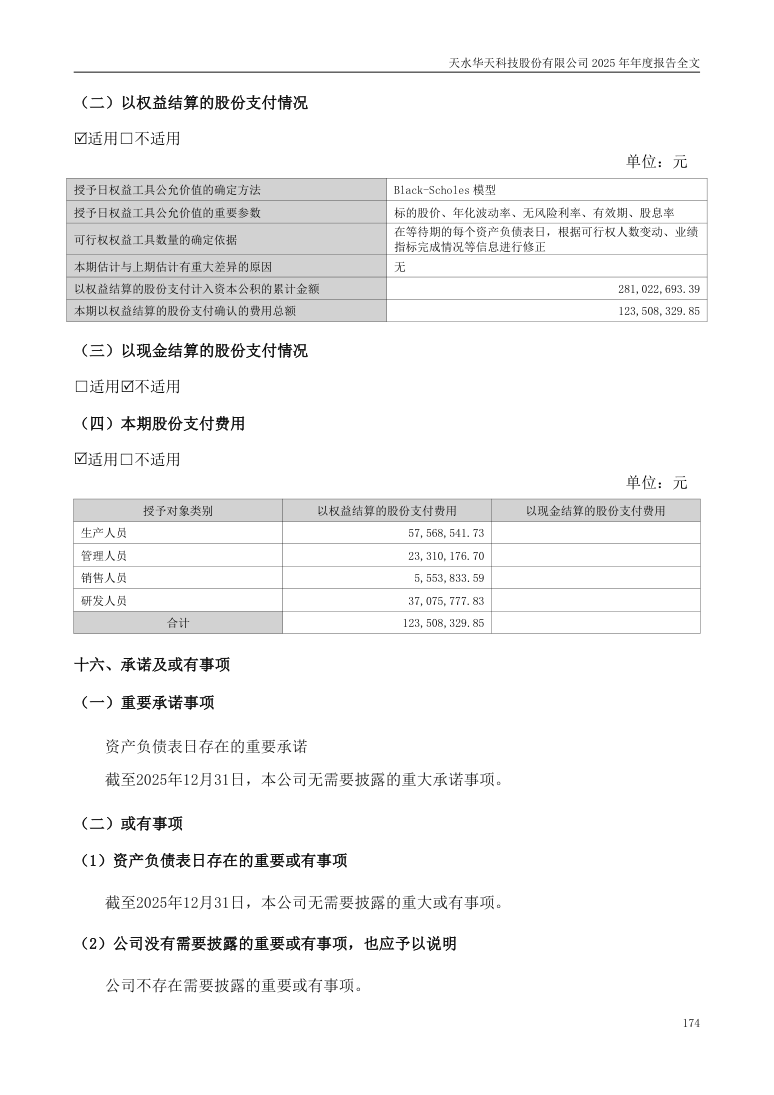 天水华天科技股份有限公司 2025 年年度报告全文
（二）以权益结算的股份支付情况
☑适用□不适用
单位：元
授予日权益工具公允价值的确定方法 Black-Scholes 模型
授予日权益工具公允价值的重要参数 标的股价、年化波动率、无风险利率、有效期、股息率
可行权权益工具数量的确定依据 在等待期的每个资产负债表日，根据可行权人数变动、业绩
指标完成情况等信息进行修正
本期估计与上期估计有重大差异的原因 无
以权益结算的股份支付计入资本公积的累计金额 281,022,693.39
本期以权益结算的股份支付确认的费用总额 123,508,329.85
（三）以现金结算的股份支付情况
□适用☑不适用
（四）本期股份支付费用
☑适用□不适用
单位：元
授予对象类别 以权益结算的股份支付费用 以现金结算的股份支付费用
生产人员 57,568,541.73
管理人员 23,310,176.70
销售人员 5,553,833.59
研发人员 37,075,777.83
合计 123,508,329.85
十六、承诺及或有事项
（一）重要承诺事项
资产负债表日存在的重要承诺
截至2025年12月31日，本公司无需要披露的重大承诺事项。
（二）或有事项
（1）资产负债表日存在的重要或有事项
截至2025年12月31日，本公司无需要披露的重大或有事项。
（2）公司没有需要披露的重要或有事项，也应予以说明
公司不存在需要披露的重要或有事项。
174